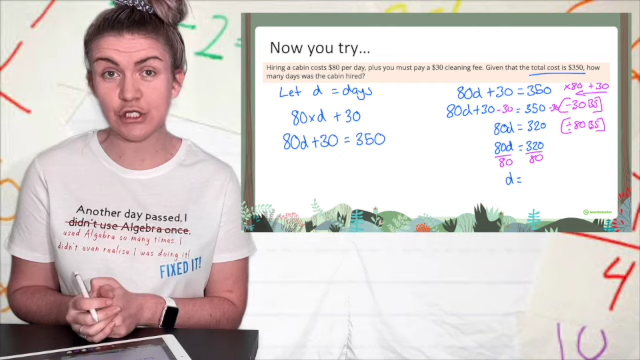 Now you try...
Hiring a cabin costs $80 per day, plus you must pay a $30 cleaning fee. Given that the total cost is $350, how
many days was the cabin hired?
Let d = days
80×d + 30
80d+30 = 350
80d + 30 = 350
×80 +30
80d+30 -30 = 350 -30
(-30 BS)
80d = 320
(÷80 BS)
80d = 320
80 80
d =
Another day passed, I
didn't use Algebra once,
used Algebra so many times I
didn't even realise I was doing it!
FIXED IT!
2
4
10